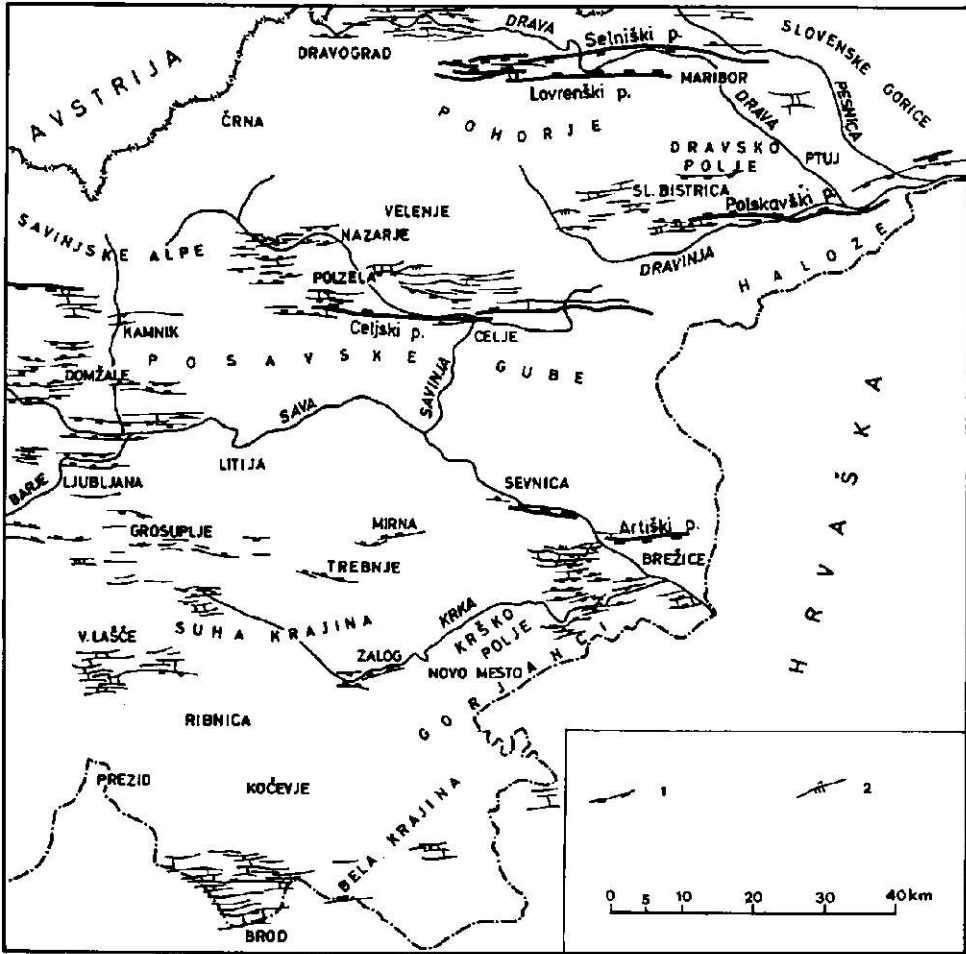 DRAVA
SLOVENSKE GORICE
DRAVOGRAD
Selniški p.
AVSTRIJA
MARIBOR
Lovrenški p.
PESNICA
ČRNA
POHORJE
DRAVA
DRAVSKO POLJE
PTUJ
SL. BISTRICA
VELENJE
Polskavški p.
SAVINJSKE ALPE
NAZARJE
DRAVINJA
HALOZE
POLZELA
KAMNIK
Celjski p.
CELJE
POSAVSKE GUBE
DOMŽALE
SAVINJA
HRVAŠKA
SAVA
LITIJA
BARJE
LJUBLJANA
SEVNICA
GROSUPLJE
MIRNA
Artiški p.
BREŽICE
TREBNJE
SUHA KRAJINA
KRKA
KRŠKO POLJE
V. LAŠČE
ZALOG
NOVO MESTO
GORJANCI
RIBNICA
PREZID
KOČEVJE
BELA KRAJINA
BROD
1
2
0 5 10 20 30 40 km